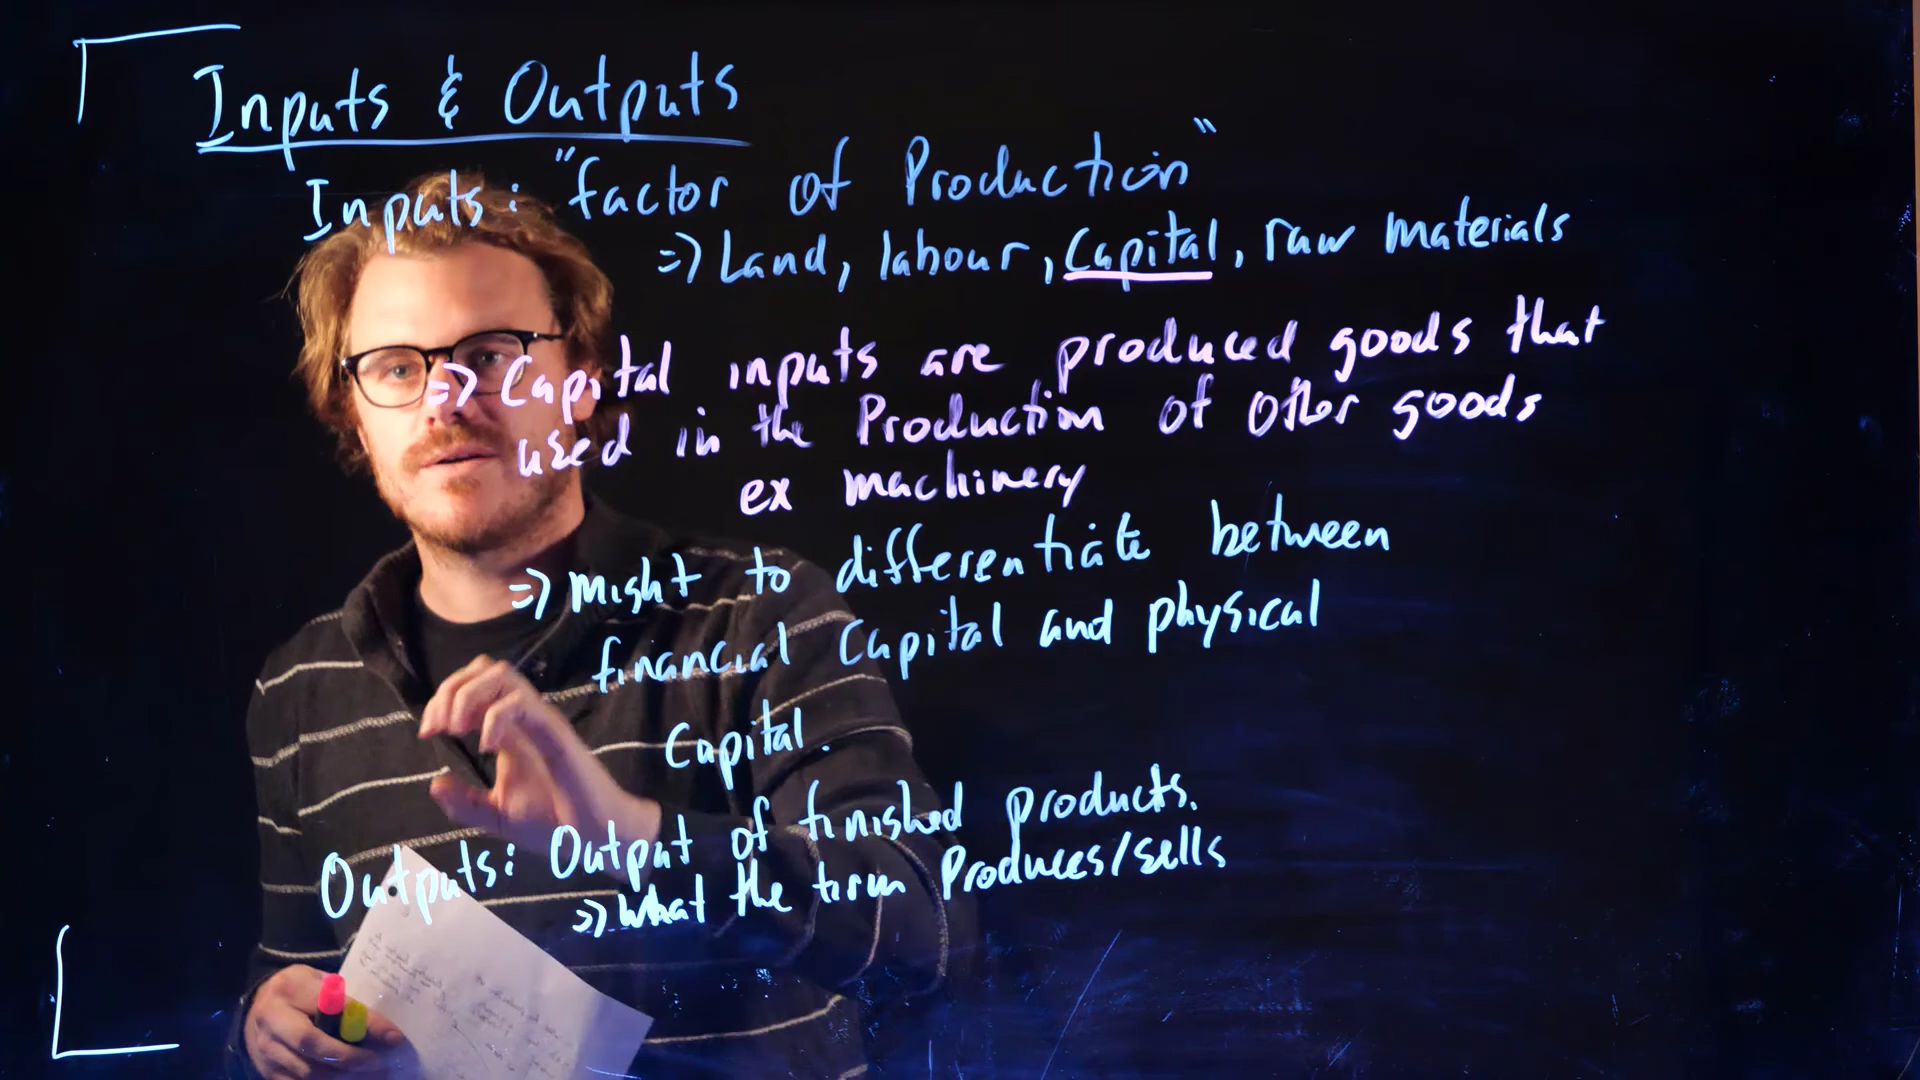 Inputs & Outputs
Inputs: "factor of Production"
=> Land, labour, Capital, raw materials
=> Capital inputs are produced goods that
used in the Production of other goods
ex machinery
=> Might to differentiate between
financial Capital and physical
Capital.
Outputs: Output of finished products.
=> What the firm Produces/sells